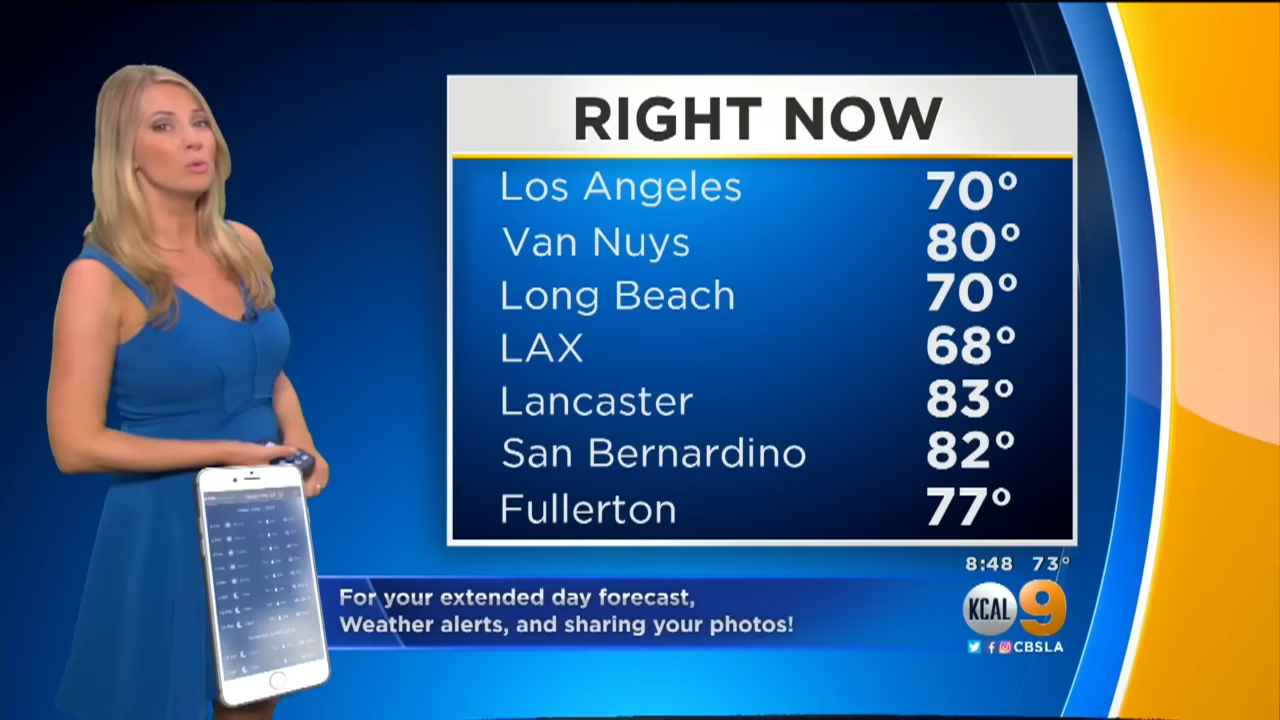 RIGHT NOW
Los Angeles 70°
Van Nuys 80°
Long Beach 70°
LAX 68°
Lancaster 83°
San Bernardino 82°
Fullerton 77°
8:48 73°
KCAL 9
CBSLA
For your extended day forecast,
Weather alerts, and sharing your photos!